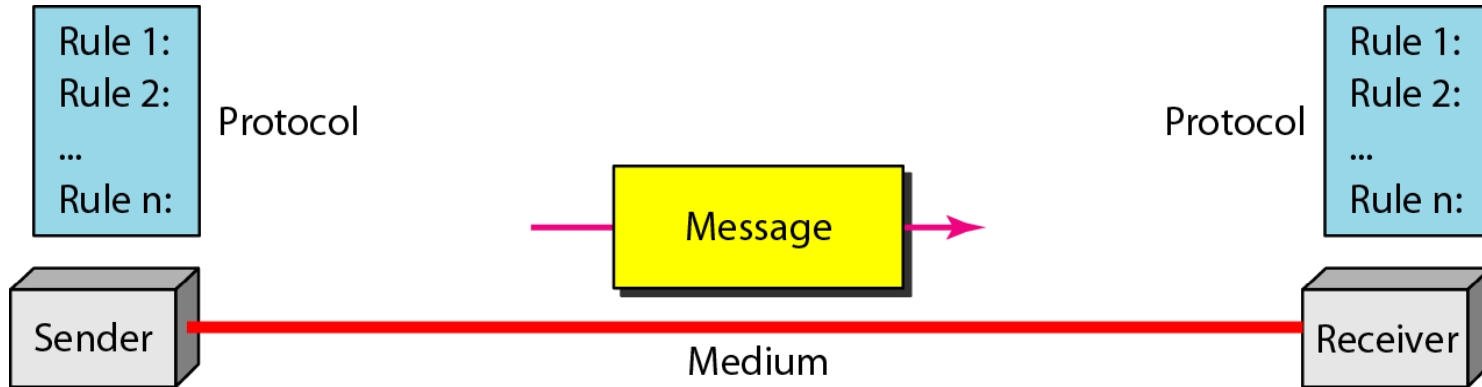 Rule 1:
Rule 2:
...
Rule n:
Protocol
Protocol
Rule 1:
Rule 2:
...
Rule n:
Message
Sender
Medium
Receiver